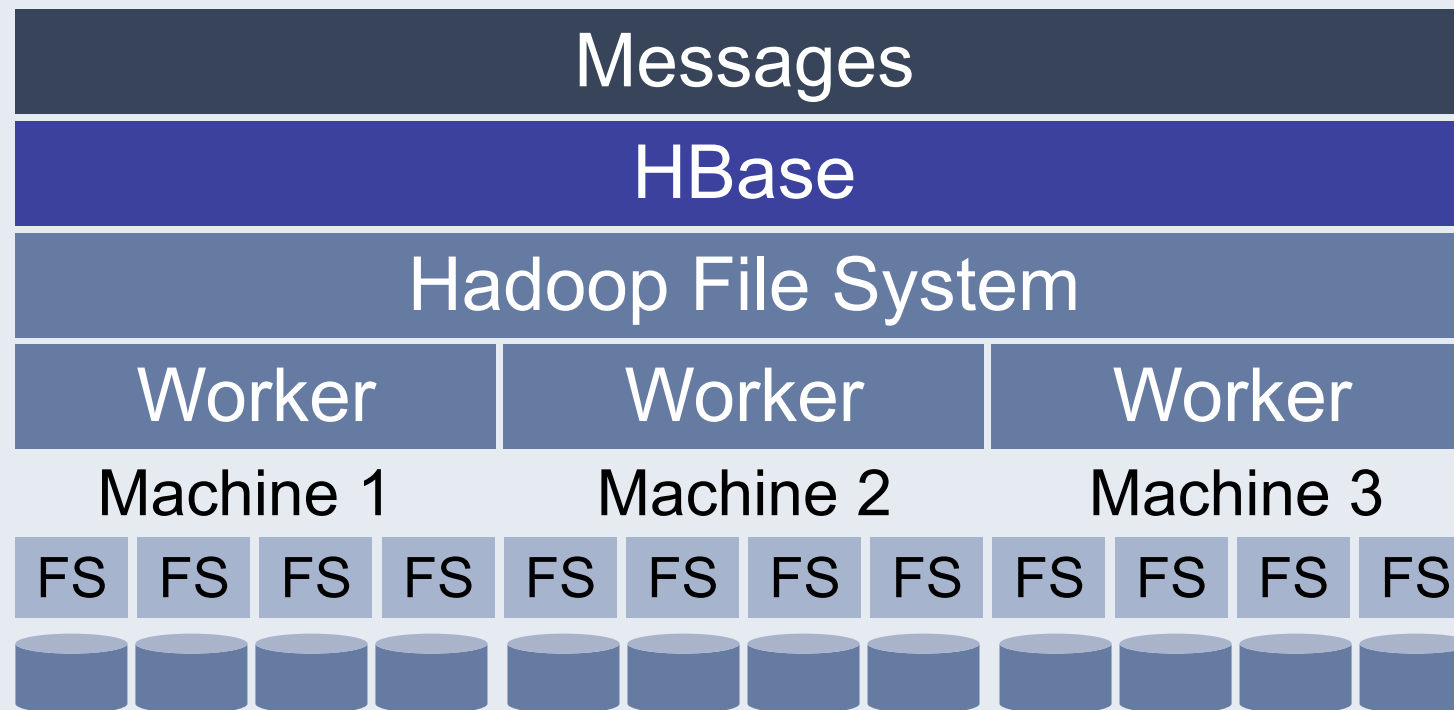 Messages
HBase
Hadoop File System
Worker Worker Worker
Machine 1 Machine 2 Machine 3
FS FS FS FS FS FS FS FS FS FS FS FS